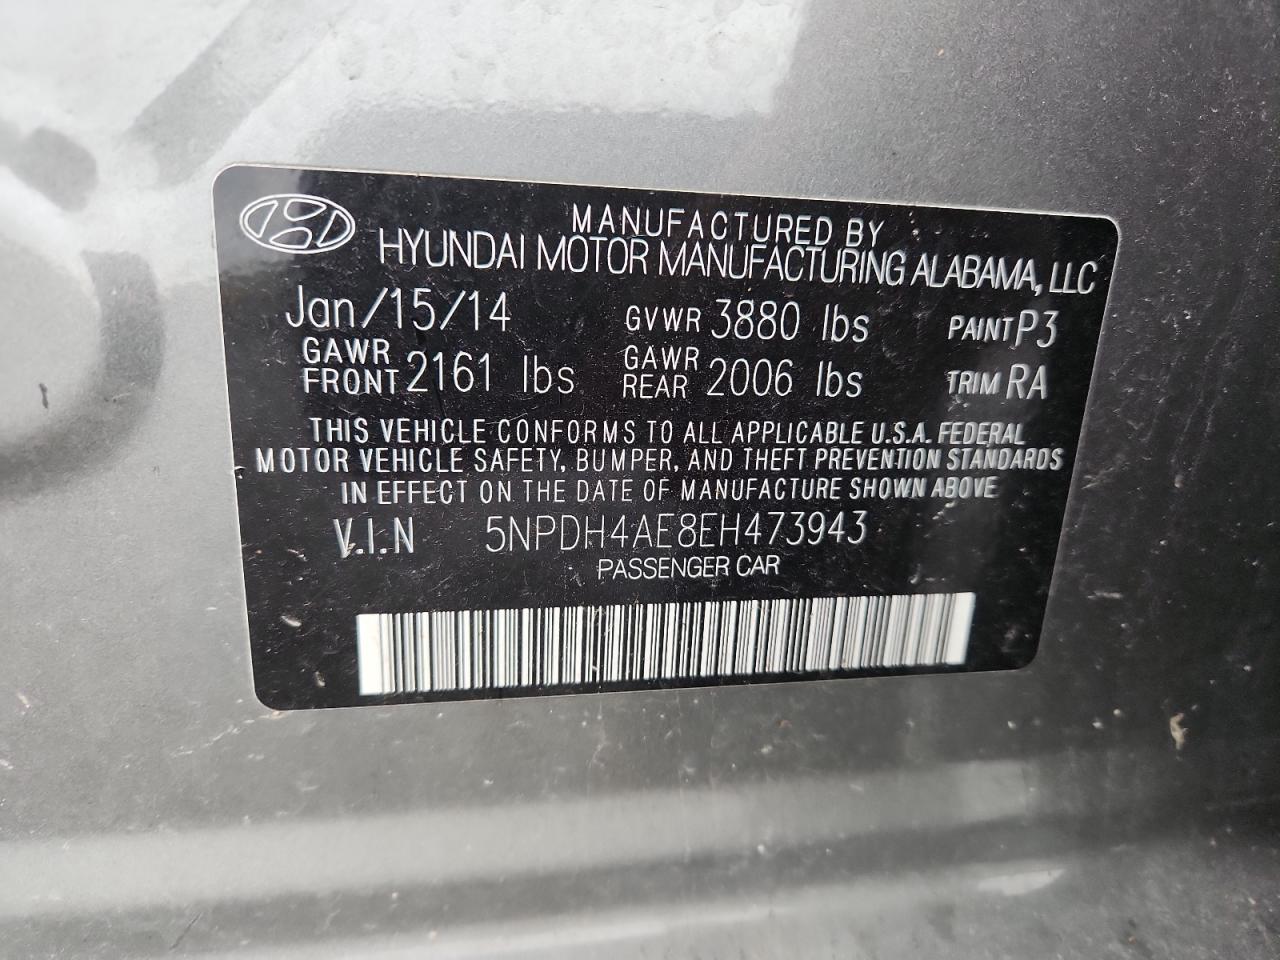 MANUFACTURED BY
HYUNDAI MOTOR MANUFACTURING ALABAMA, LLC
Jan/15/14 GVWR 3880 lbs PAINT P3
GAWR FRONT 2161 lbs GAWR REAR 2006 lbs TRIM RA
THIS VEHICLE CONFORMS TO ALL APPLICABLE U.S.A. FEDERAL
MOTOR VEHICLE SAFETY, BUMPER, AND THEFT PREVENTION STANDARDS
IN EFFECT ON THE DATE OF MANUFACTURE SHOWN ABOVE
V.I.N 5NPDH4AE8EH473943
PASSENGER CAR